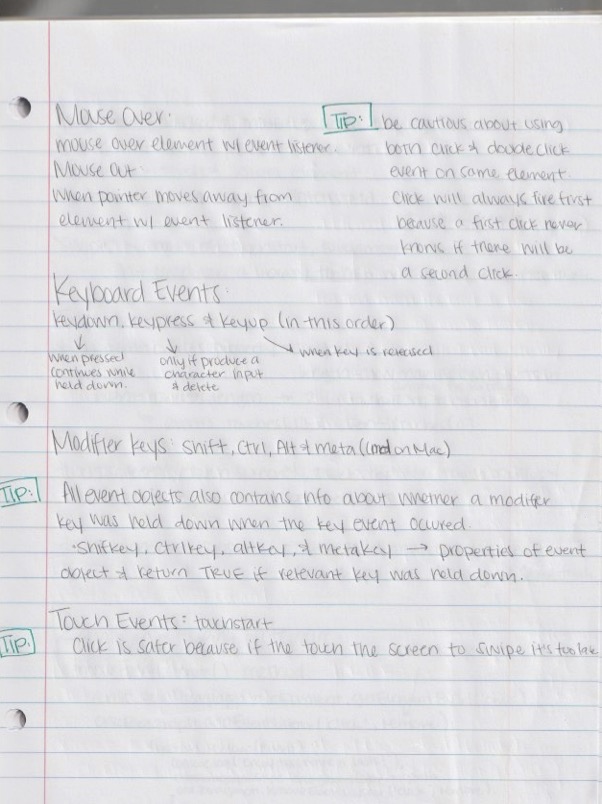 Mouse Over:
mouse over element w/ event listener.
Mouse Out
when pointer moves away from
element w/ event listener.
TIP: be cautious about using
both click & double click
event on same element.
Click will always fire first
because a first click never
knows if there will be
a second click.
Keyboard Events:
keydown, keypress & keyup (in this order)
when pressed
continues while
held down.
only if produce a
character input
& delete
when key is released
Modifier keys: shift, Ctrl, Alt & meta (Cmd on Mac)
TIP: All event objects also contains info about whether a modifer
key was held down when the key event occured
·shiftkey, ctrlkey, altkey, & metakey → properties of event
object & return TRUE if relevant key was held down.
Touch Events: touchstart
TIP: Click is safer because if the touch the screen to swipe it's too late